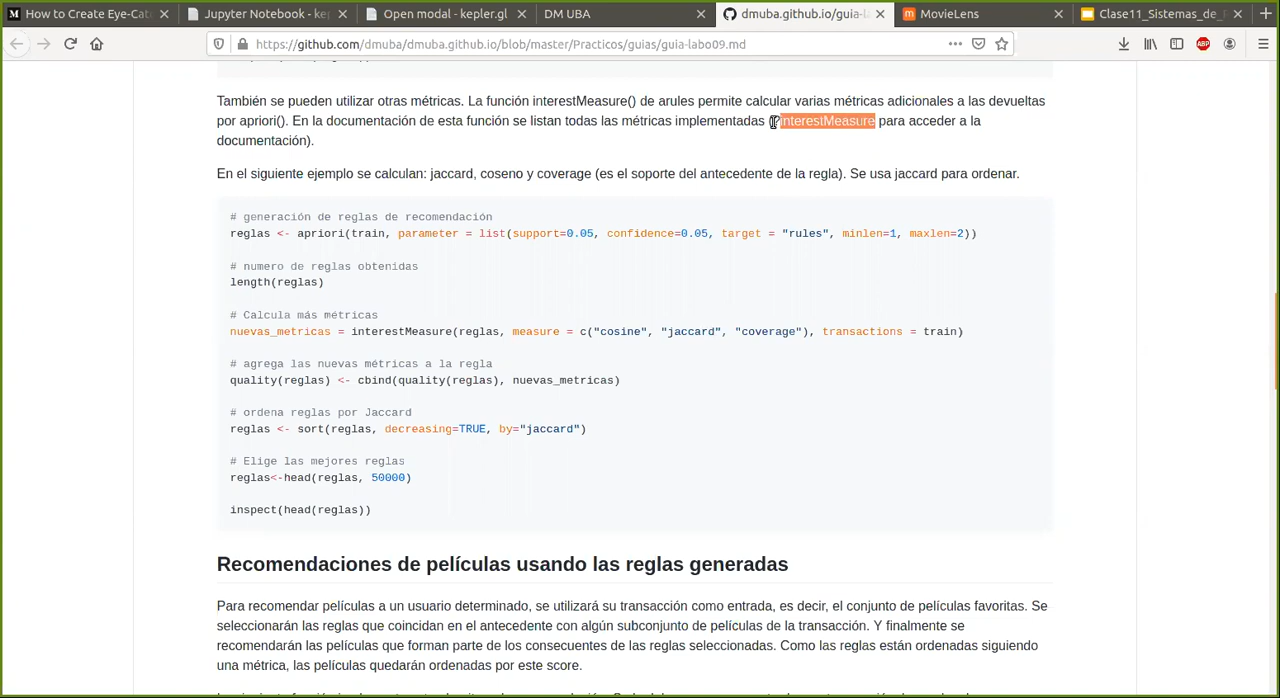 How to Create Eye-Cat
Jupyter Notebook - kep
Open modal - kepler.gl
DM UBA
dmuba.github.io/guia-l
MovieLens
Clase11_Sistemas_de_
https://github.com/dmuba/dmuba.github.io/blob/master/Practicos/guias/guia-labo09.md
También se pueden utilizar otras métricas. La función interestMeasure() de arules permite calcular varias métricas adicionales a las devueltas
por apriori(). En la documentación de esta función se listan todas las métricas implementadas (?interestMeasure para acceder a la
documentación).
En el siguiente ejemplo se calculan: jaccard, coseno y coverage (es el soporte del antecedente de la regla). Se usa jaccard para ordenar.
# generación de reglas de recomendación
reglas <- apriori(train, parameter = list(support=0.05, confidence=0.05, target = "rules", minlen=1, maxlen=2))
# numero de reglas obtenidas
length(reglas)
# Calcula más métricas
nuevas_metricas = interestMeasure(reglas, measure = c("cosine", "jaccard", "coverage"), transactions = train)
# agrega las nuevas métricas a la regla
quality(reglas) <- cbind(quality(reglas), nuevas_metricas)
# ordena reglas por Jaccard
reglas <- sort(reglas, decreasing=TRUE, by="jaccard")
# Elige las mejores reglas
reglas<-head(reglas, 50000)
inspect(head(reglas))
Recomendaciones de películas usando las reglas generadas
Para recomendar películas a un usuario determinado, se utilizará su transacción como entrada, es decir, el conjunto de películas favoritas. Se
seleccionarán las reglas que coincidan en el antecedente con algún subconjunto de películas de la transacción. Y finalmente se
recomendarán las películas que forman parte de los consecuentes de las reglas seleccionadas. Como las reglas están ordenadas siguiendo
una métrica, las películas quedarán ordenadas por este score.